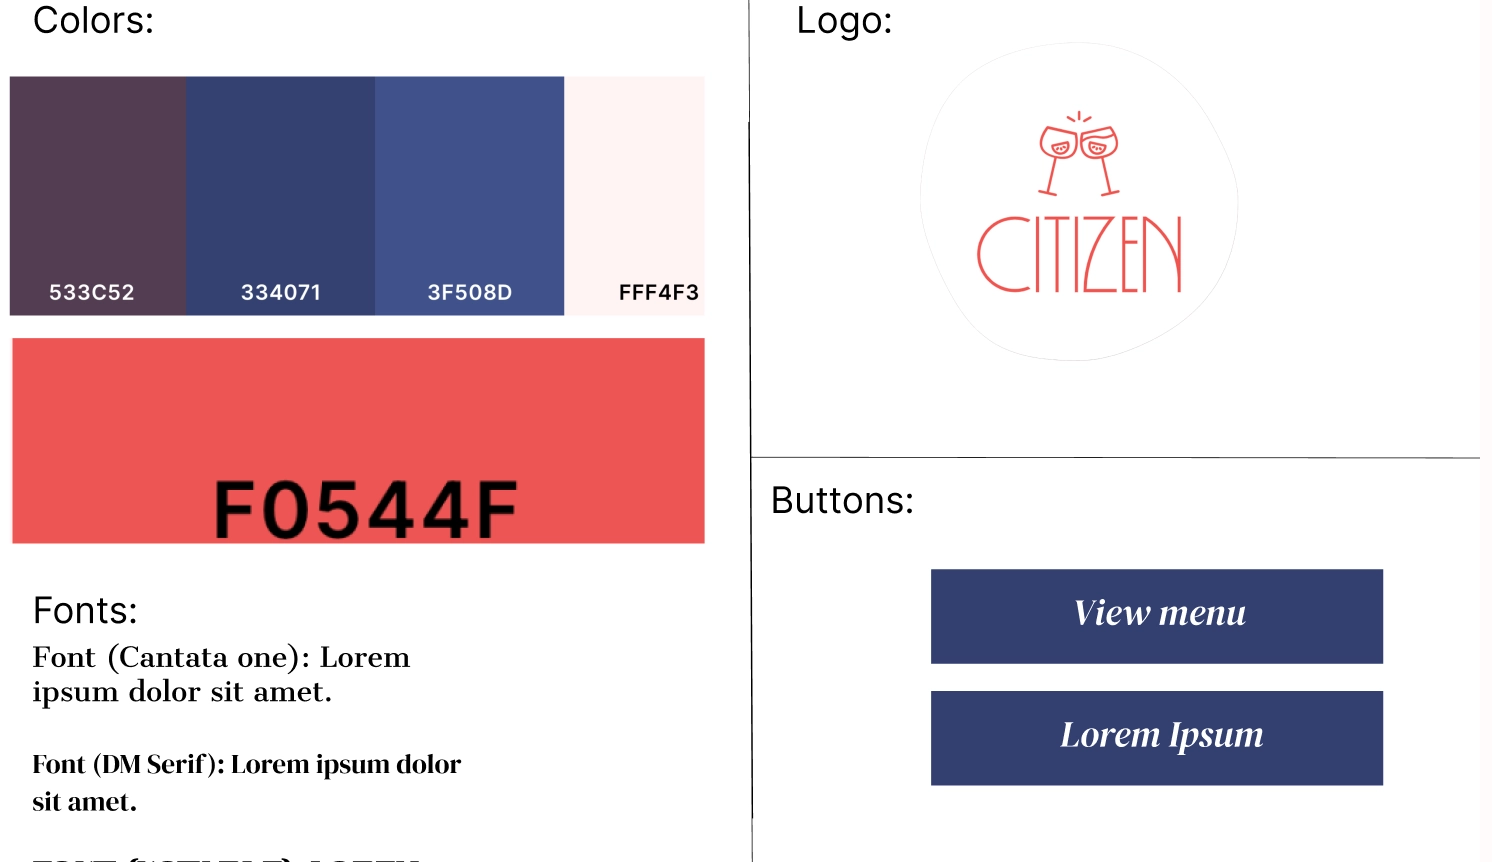 Colors:
533C52
334071
3F508D
FFF4F3
F0544F
Fonts:
Font (Cantata one): Lorem
ipsum dolor sit amet.
Font (DM Serif): Lorem ipsum dolor
sit amet.
Logo:
CITIZEN
Buttons:
View menu
Lorem Ipsum